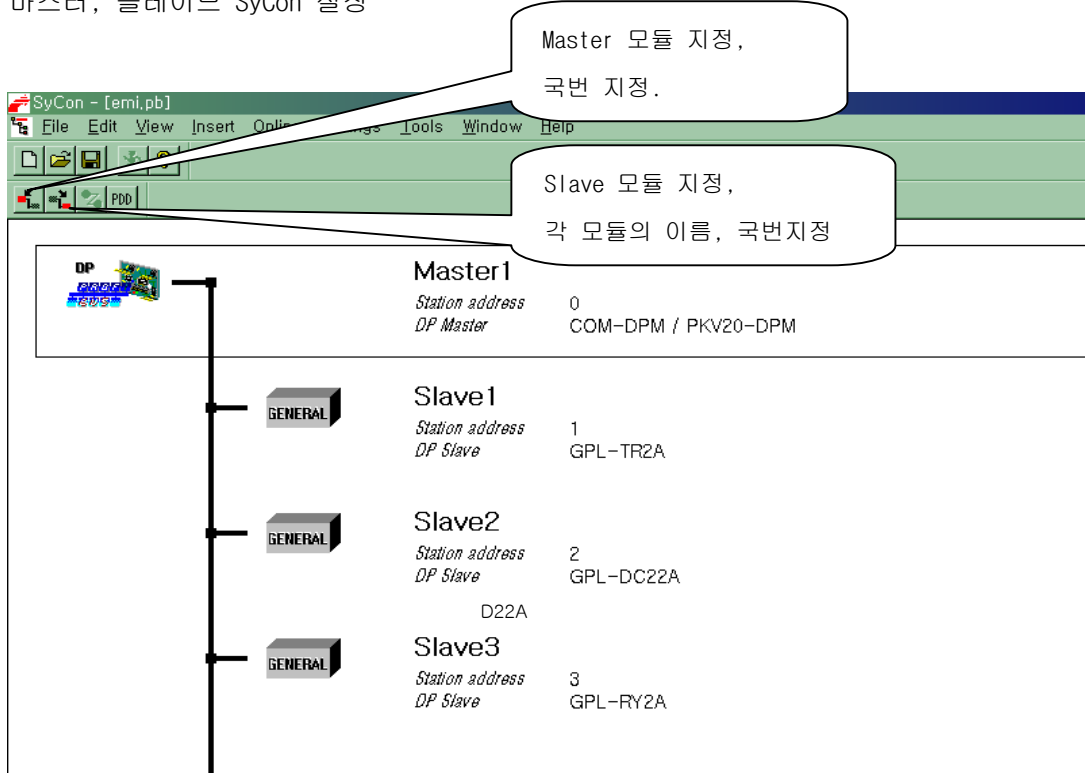 마스터, 슬레이브 SyCon 설정
Master 모듈 지정,
국번 지정.
SyCon - [emi.pb]
File Edit View Insert Tools Window Help
Slave 모듈 지정,
각 모듈의 이름, 국번지정
PDD
DP
Master1
Station address 0
DP Master COM-DPM / PKV20-DPM
GENERAL
Slave1
Station address 1
DP Slave GPL-TR2A
GENERAL
Slave2
Station address 2
DP Slave GPL-DC22A
D22A
GENERAL
Slave3
Station address 3
DP Slave GPL-RY2A